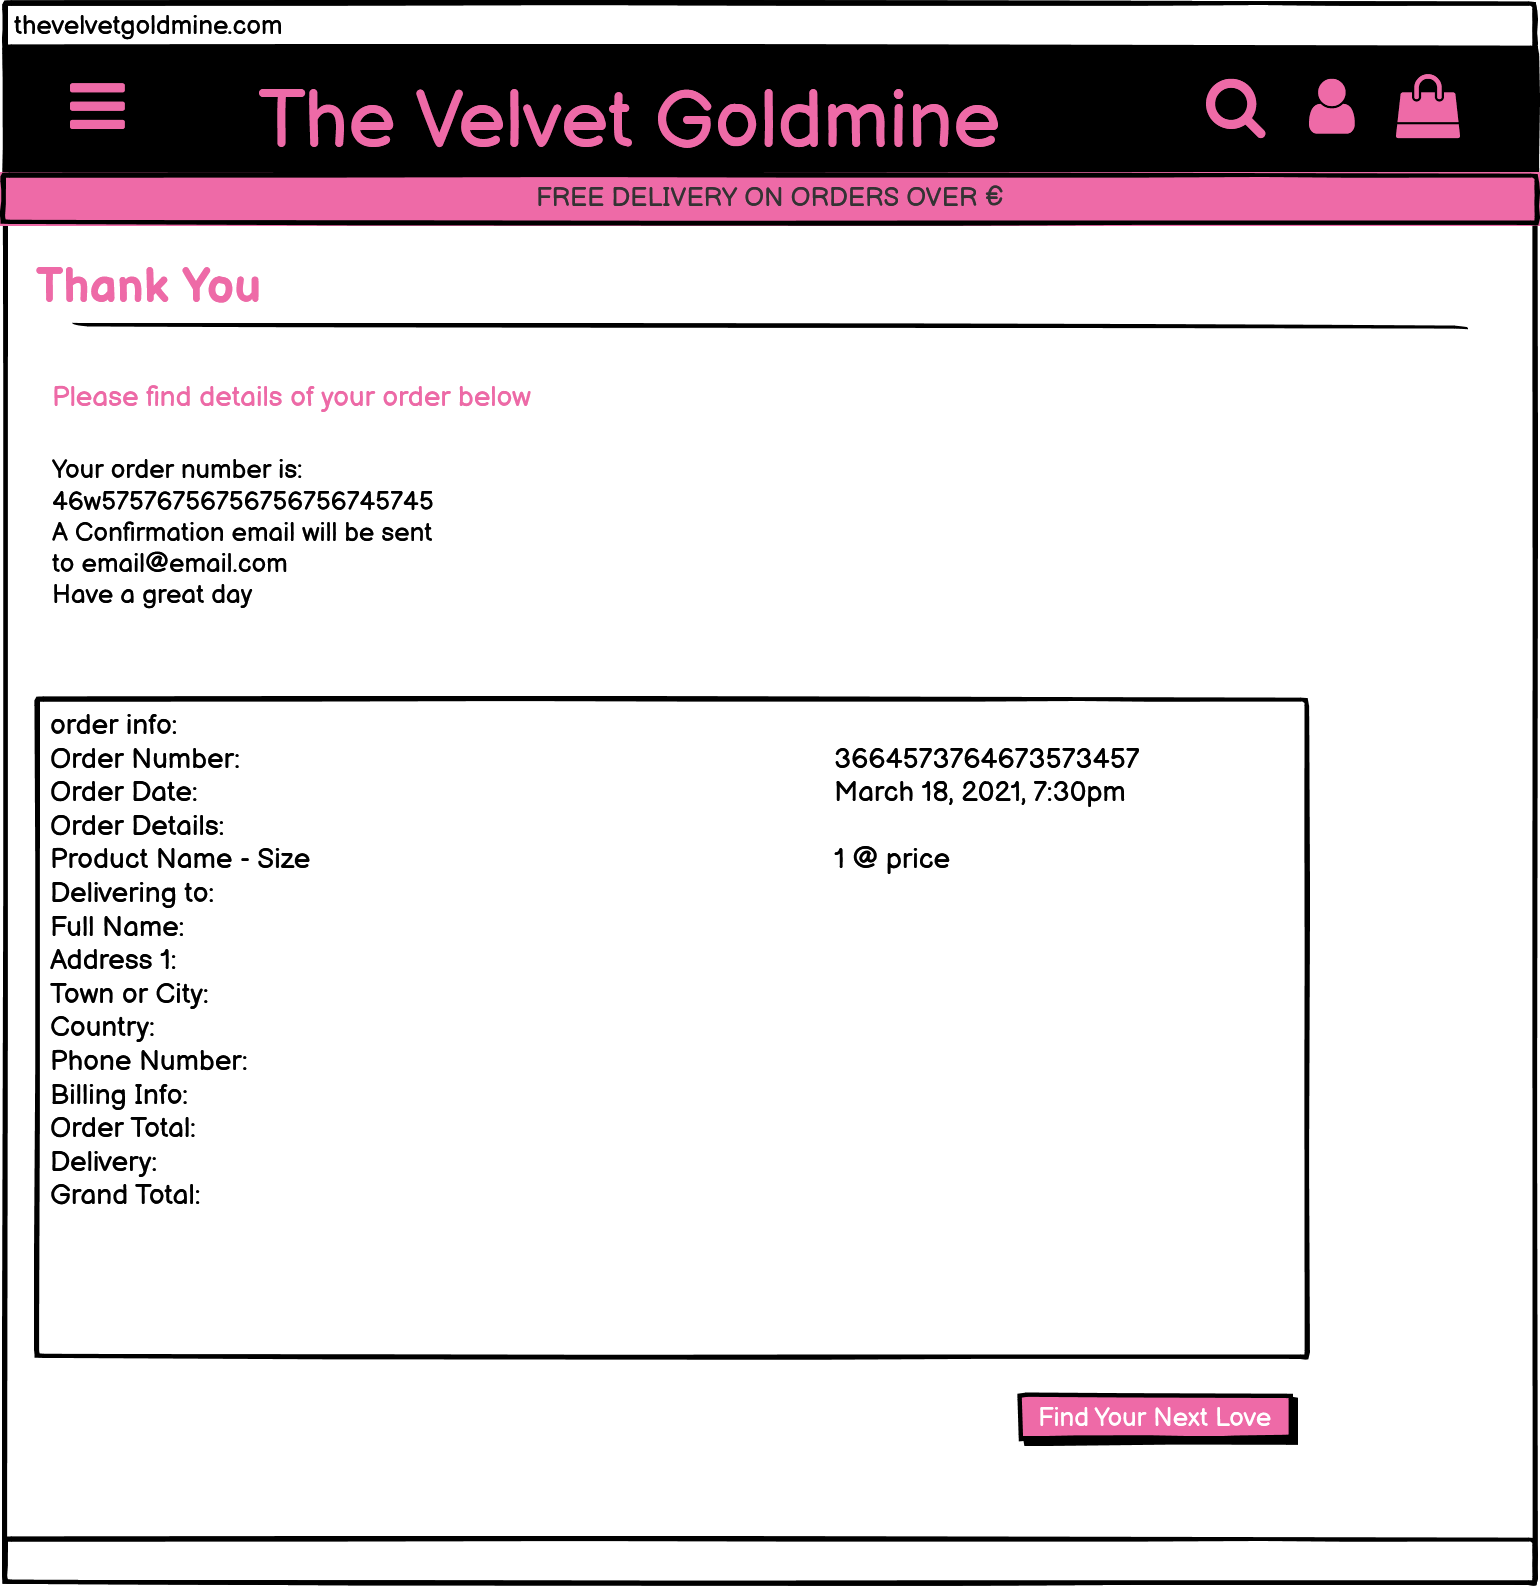 thevelvetgoldmine.com
The Velvet Goldmine
FREE DELIVERY ON ORDERS OVER €
Thank You
Please find details of your order below
Your order number is:
46w57576756756756756745745
A Confirmation email will be sent
to email@email.com
Have a great day
order info:
Order Number: 3664573764673573457
Order Date: March 18, 2021, 7:30pm
Order Details:
Product Name - Size 1 @ price
Delivering to:
Full Name:
Address 1:
Town or City:
Country:
Phone Number:
Billing Info:
Order Total:
Delivery:
Grand Total:
Find Your Next Love